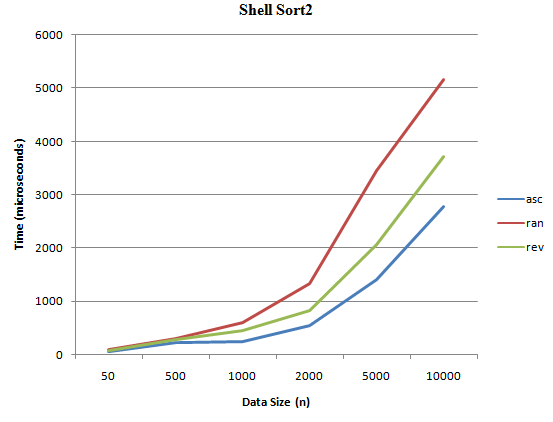 Shell Sort2
6000
5000
4000
3000
2000
1000
0
Time (microseconds)
50 500 1000 2000 5000 10000
Data Size (n)
asc
ran
rev